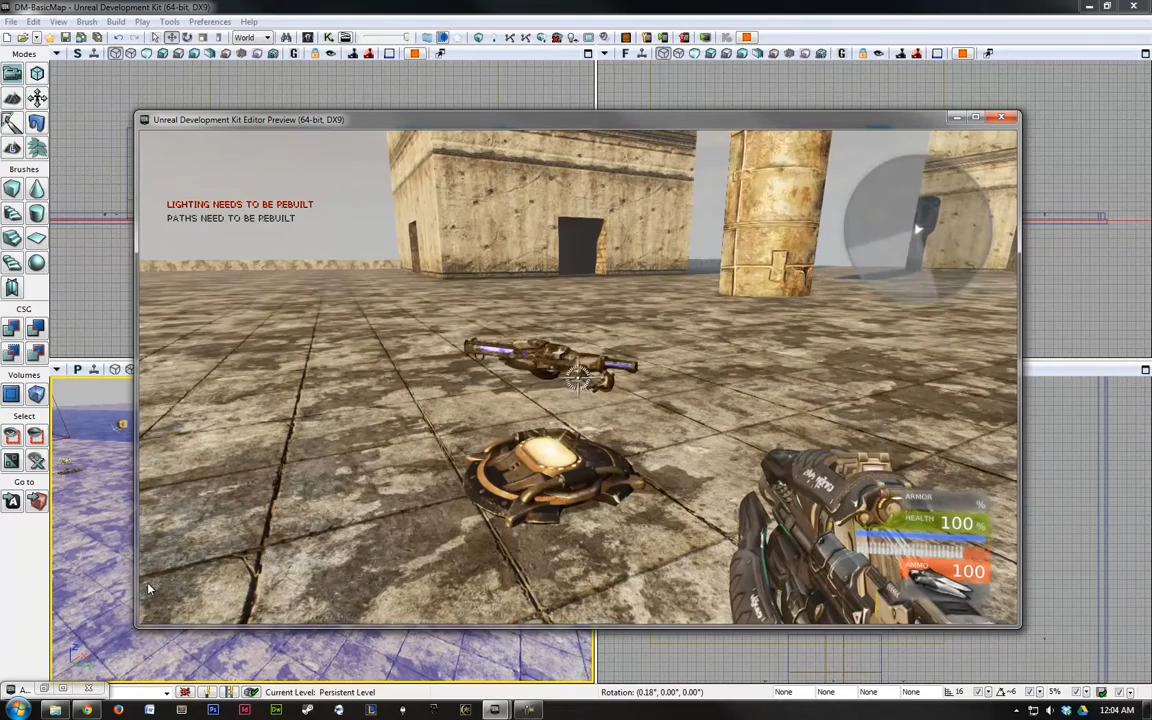 DM-BasicMap - Unreal Development Kit (64-bit, DX9)
File Edit View Brush Build Play Tools Preferences Help
World
K
G
Modes
S
F
G
Unreal Development Kit Editor Preview (64-bit, DX9)
LIGHTING NEEDS TO BE REBUILT
PATHS NEED TO BE REBUILT
Brushes
CSG
Volumes
P
Select
Go to
ARMOR %
HEALTH 100 %
AMMO 100
A...
Current Level: Persistent Level
Rotation: (0.18°, 0.00°, 0.00°)
None None None None
16
~6
5%
12:04 AM